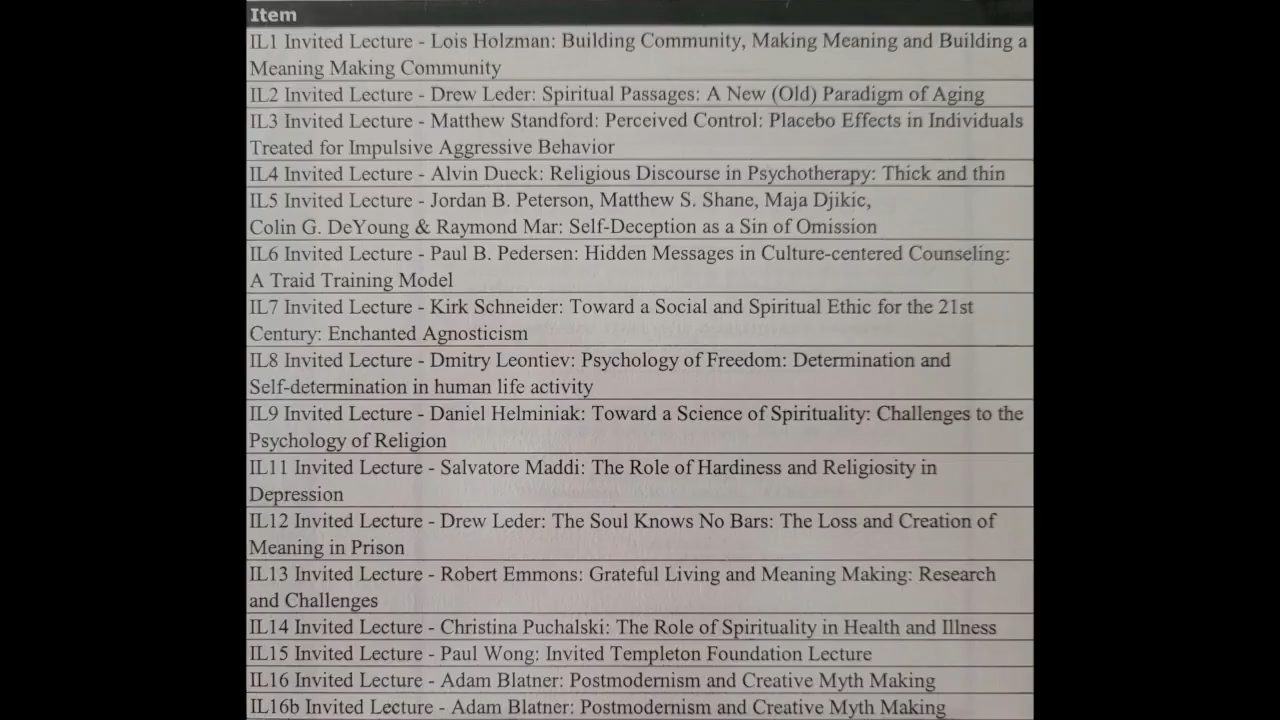 Item
IL1 Invited Lecture - Lois Holzman: Building Community, Making Meaning and Building a
Meaning Making Community
IL2 Invited Lecture - Drew Leder: Spiritual Passages: A New (Old) Paradigm of Aging
IL3 Invited Lecture - Matthew Standford: Perceived Control: Placebo Effects in Individuals
Treated for Impulsive Aggressive Behavior
IL4 Invited Lecture - Alvin Dueck: Religious Discourse in Psychotherapy: Thick and thin
IL5 Invited Lecture - Jordan B. Peterson, Matthew S. Shane, Maja Djikic,
Colin G. DeYoung & Raymond Mar: Self-Deception as a Sin of Omission
IL6 Invited Lecture - Paul B. Pedersen: Hidden Messages in Culture-centered Counseling:
A Traid Training Model
IL7 Invited Lecture - Kirk Schneider: Toward a Social and Spiritual Ethic for the 21st
Century: Enchanted Agnosticism
IL8 Invited Lecture - Dmitry Leontiev: Psychology of Freedom: Determination and
Self-determination in human life activity
IL9 Invited Lecture - Daniel Helminiak: Toward a Science of Spirituality: Challenges to the
Psychology of Religion
IL11 Invited Lecture - Salvatore Maddi: The Role of Hardiness and Religiosity in
Depression
IL12 Invited Lecture - Drew Leder: The Soul Knows No Bars: The Loss and Creation of
Meaning in Prison
IL13 Invited Lecture - Robert Emmons: Grateful Living and Meaning Making: Research
and Challenges
IL14 Invited Lecture - Christina Puchalski: The Role of Spirituality in Health and Illness
IL15 Invited Lecture - Paul Wong: Invited Templeton Foundation Lecture
IL16 Invited Lecture - Adam Blatner: Postmodernism and Creative Myth Making
IL16b Invited Lecture - Adam Blatner: Postmodernism and Creative Myth Making